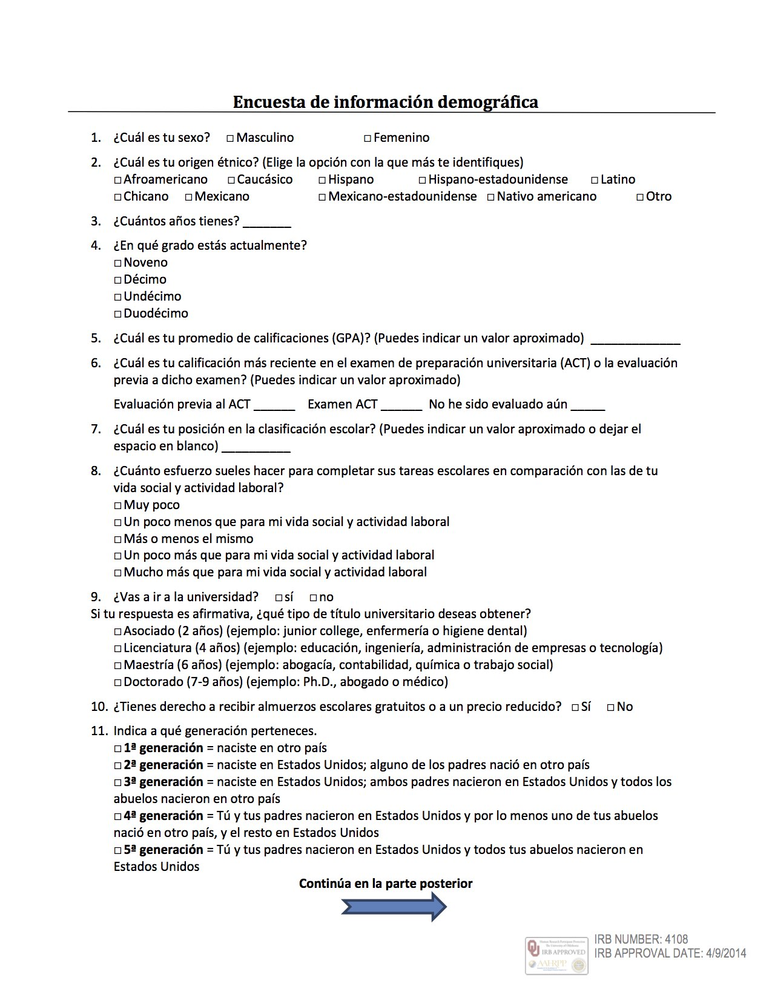 Encuesta de información demográfica
1. ¿Cuál es tu sexo? □ Masculino □ Femenino
2. ¿Cuál es tu origen étnico? (Elige la opción con la que más te identifiques)
□ Afroamericano □ Caucásico □ Hispano □ Hispano-estadounidense □ Latino
□ Chicano □ Mexicano □ Mexicano-estadounidense □ Nativo americano □ Otro
3. ¿Cuántos años tienes? _______
4. ¿En qué grado estás actualmente?
□ Noveno
□ Décimo
□ Undécimo
□ Duodécimo
5. ¿Cuál es tu promedio de calificaciones (GPA)? (Puedes indicar un valor aproximado) _____________
6. ¿Cuál es tu calificación más reciente en el examen de preparación universitaria (ACT) o la evaluación
previa a dicho examen? (Puedes indicar un valor aproximado)
Evaluación previa al ACT ______ Examen ACT ______ No he sido evaluado aún _____
7. ¿Cuál es tu posición en la clasificación escolar? (Puedes indicar un valor aproximado o dejar el
espacio en blanco) __________
8. ¿Cuánto esfuerzo sueles hacer para completar sus tareas escolares en comparación con las de tu
vida social y actividad laboral?
□ Muy poco
□ Un poco menos que para mi vida social y actividad laboral
□ Más o menos el mismo
□ Un poco más que para mi vida social y actividad laboral
□ Mucho más que para mi vida social y actividad laboral
9. ¿Vas a ir a la universidad? □ sí □ no
Si tu respuesta es afirmativa, ¿qué tipo de título universitario deseas obtener?
□ Asociado (2 años) (ejemplo: junior college, enfermería o higiene dental)
□ Licenciatura (4 años) (ejemplo: educación, ingeniería, administración de empresas o tecnología)
□ Maestría (6 años) (ejemplo: abogacía, contabilidad, química o trabajo social)
□ Doctorado (7-9 años) (ejemplo: Ph.D., abogado o médico)
10. ¿Tienes derecho a recibir almuerzos escolares gratuitos o a un precio reducido? □ Sí □ No
11. Indica a qué generación perteneces.
□ 1ª generación = naciste en otro país
□ 2ª generación = naciste en Estados Unidos; alguno de los padres nació en otro país
□ 3ª generación = naciste en Estados Unidos; ambos padres nacieron en Estados Unidos y todos los
abuelos nacieron en otro país
□ 4ª generación = Tú y tus padres nacieron en Estados Unidos y por lo menos uno de tus abuelos
nació en otro país, y el resto en Estados Unidos
□ 5ª generación = Tú y tus padres nacieron en Estados Unidos y todos tus abuelos nacieron en
Estados Unidos
Continúa en la parte posterior
Human Research Participant Protection
The University of Oklahoma
IRB APPROVED
AAHRPP
IRB NUMBER: 4108
IRB APPROVAL DATE: 4/9/2014